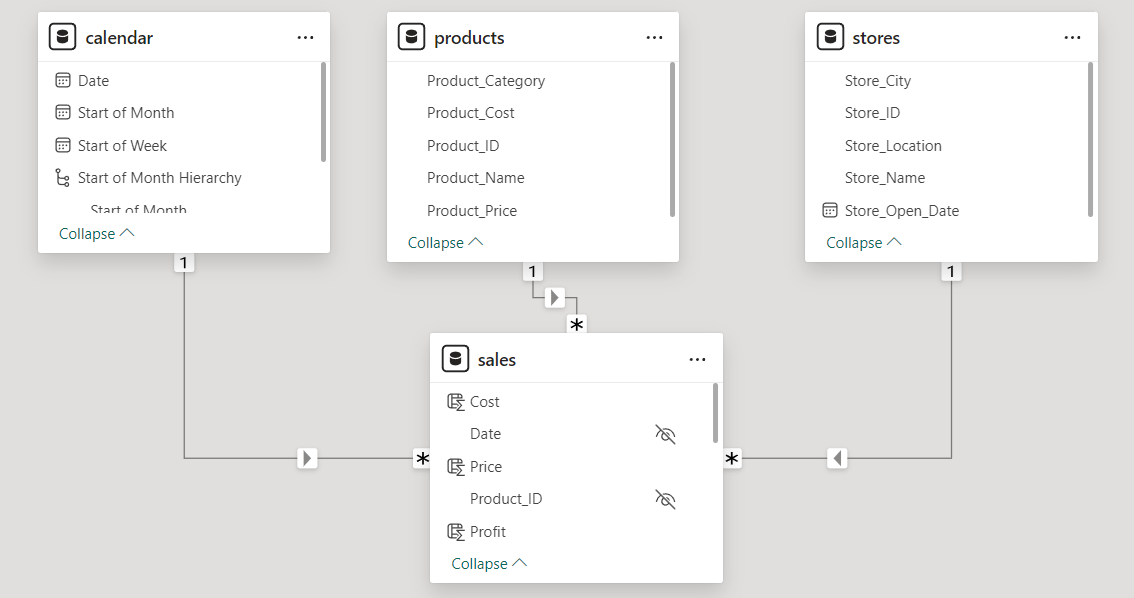 calendar
Date
Start of Month
Start of Week
Start of Month Hierarchy
Start of Month
Collapse
products
Product_Category
Product_Cost
Product_ID
Product_Name
Product_Price
Collapse
stores
Store_City
Store_ID
Store_Location
Store_Name
Store_Open_Date
Collapse
1
1
1
*
sales
Cost
Date
Price
Product_ID
Profit
Collapse
*
*